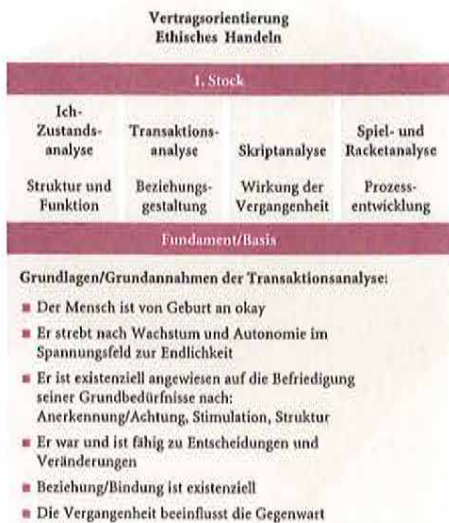 Vertragsorientierung
Ethisches Handeln
1. Stock
Ich-
Zustands-
analyse
Struktur und
Funktion
Transaktions-
analyse
Beziehungs-
gestaltung
Skriptanalyse
Wirkung der
Vergangenheit
Spiel- und
Racketanalyse
Prozess-
entwicklung
Fundament/Basis
Grundlagen/Grundannahmen der Transaktionsanalyse:
■ Der Mensch ist von Geburt an okay
■ Er strebt nach Wachstum und Autonomie im
Spannungsfeld zur Endlichkeit
■ Er ist existenziell angewiesen auf die Befriedigung
seiner Grundbedürfnisse nach:
Anerkennung/Achtung, Stimulation, Struktur
■ Er war und ist fähig zu Entscheidungen und
Veränderungen
■ Beziehung/Bindung ist existenziell
■ Die Vergangenheit beeinflusst die Gegenwart